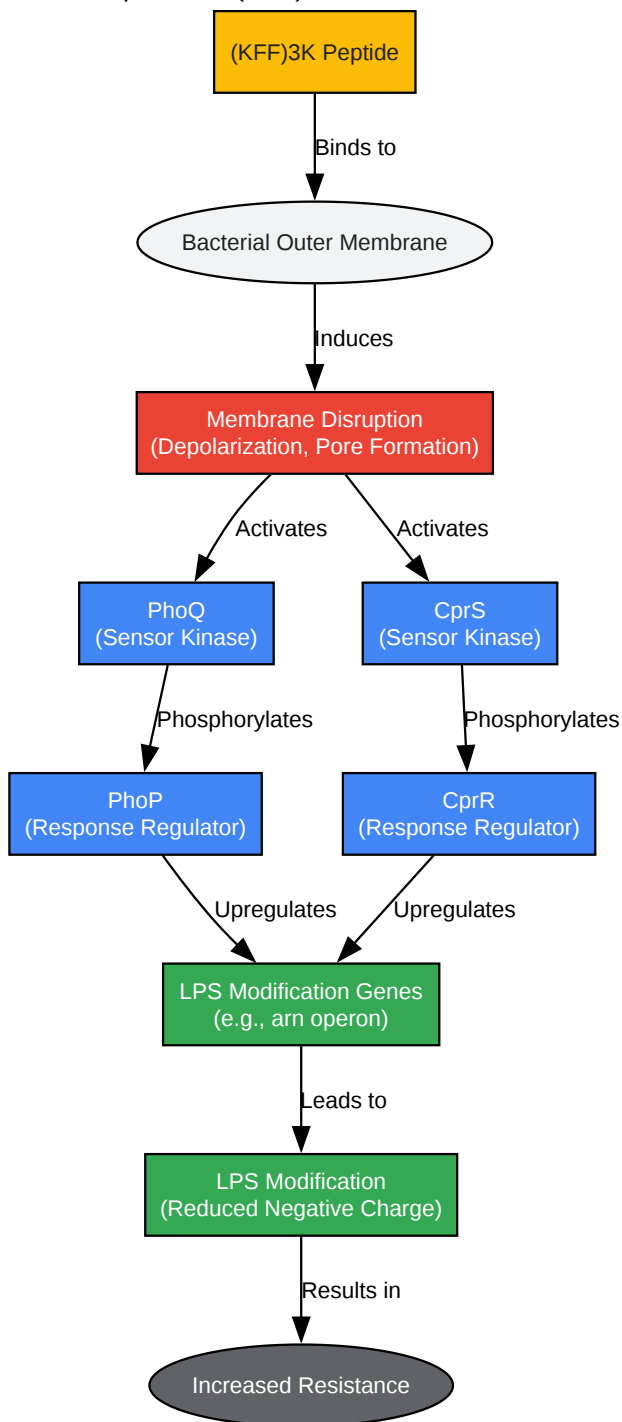 (KFF)3K Peptide
Binds to
Bacterial Outer Membrane
Induces
Membrane Disruption
(Depolarization, Pore Formation)
Activates
Activates
PhoQ
(Sensor Kinase)
CprS
(Sensor Kinase)
Phosphorylates
Phosphorylates
PhoP
(Response Regulator)
CprR
(Response Regulator)
Upregulates
Upregulates
LPS Modification Genes
(e.g., arn operon)
Leads to
LPS Modification
(Reduced Negative Charge)
Results in
Increased Resistance